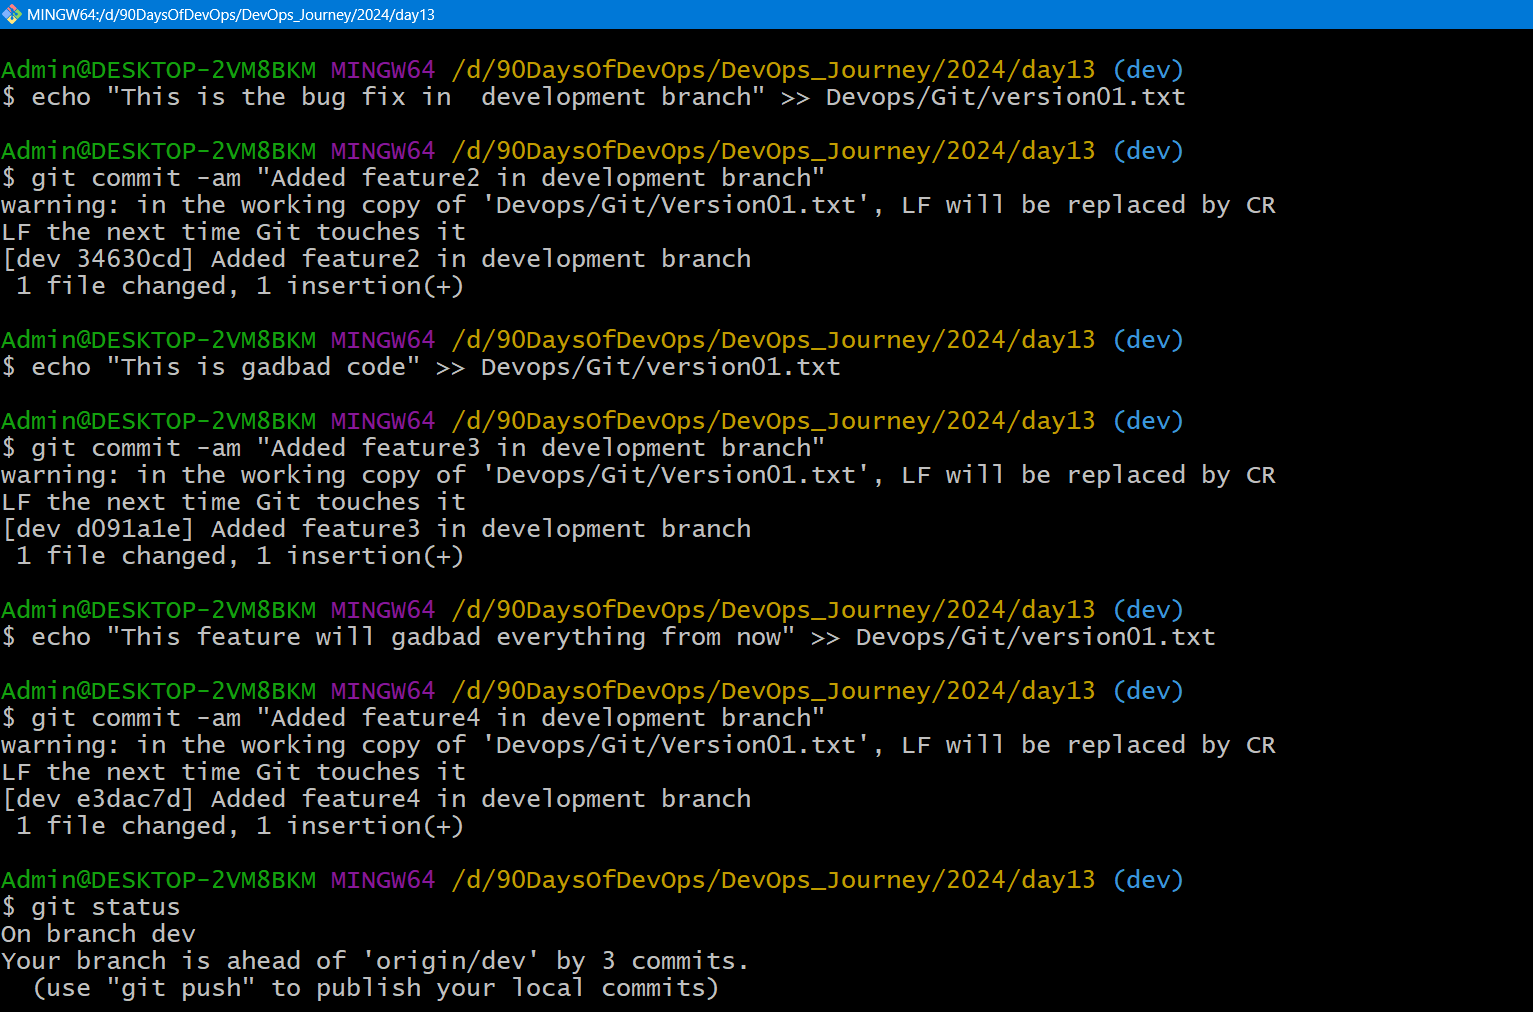 MINGW64:/d/90DaysOfDevOps/DevOps_Journey/2024/day13
Admin@DESKTOP-2VM8BKM MINGW64 /d/90DaysOfDevOps/DevOps_Journey/2024/day13 (dev)
$ echo "This is the bug fix in  development branch" >> Devops/Git/version01.txt
Admin@DESKTOP-2VM8BKM MINGW64 /d/90DaysOfDevOps/DevOps_Journey/2024/day13 (dev)
$ git commit -am "Added feature2 in development branch"
warning: in the working copy of 'Devops/Git/Version01.txt', LF will be replaced by CR
LF the next time Git touches it
[dev 34630cd] Added feature2 in development branch
 1 file changed, 1 insertion(+)
Admin@DESKTOP-2VM8BKM MINGW64 /d/90DaysOfDevOps/DevOps_Journey/2024/day13 (dev)
$ echo "This is gadbad code" >> Devops/Git/version01.txt
Admin@DESKTOP-2VM8BKM MINGW64 /d/90DaysOfDevOps/DevOps_Journey/2024/day13 (dev)
$ git commit -am "Added feature3 in development branch"
warning: in the working copy of 'Devops/Git/Version01.txt', LF will be replaced by CR
LF the next time Git touches it
[dev d091a1e] Added feature3 in development branch
 1 file changed, 1 insertion(+)
Admin@DESKTOP-2VM8BKM MINGW64 /d/90DaysOfDevOps/DevOps_Journey/2024/day13 (dev)
$ echo "This feature will gadbad everything from now" >> Devops/Git/version01.txt
Admin@DESKTOP-2VM8BKM MINGW64 /d/90DaysOfDevOps/DevOps_Journey/2024/day13 (dev)
$ git commit -am "Added feature4 in development branch"
warning: in the working copy of 'Devops/Git/Version01.txt', LF will be replaced by CR
LF the next time Git touches it
[dev e3dac7d] Added feature4 in development branch
 1 file changed, 1 insertion(+)
Admin@DESKTOP-2VM8BKM MINGW64 /d/90DaysOfDevOps/DevOps_Journey/2024/day13 (dev)
$ git status
On branch dev
Your branch is ahead of 'origin/dev' by 3 commits.
  (use "git push" to publish your local commits)